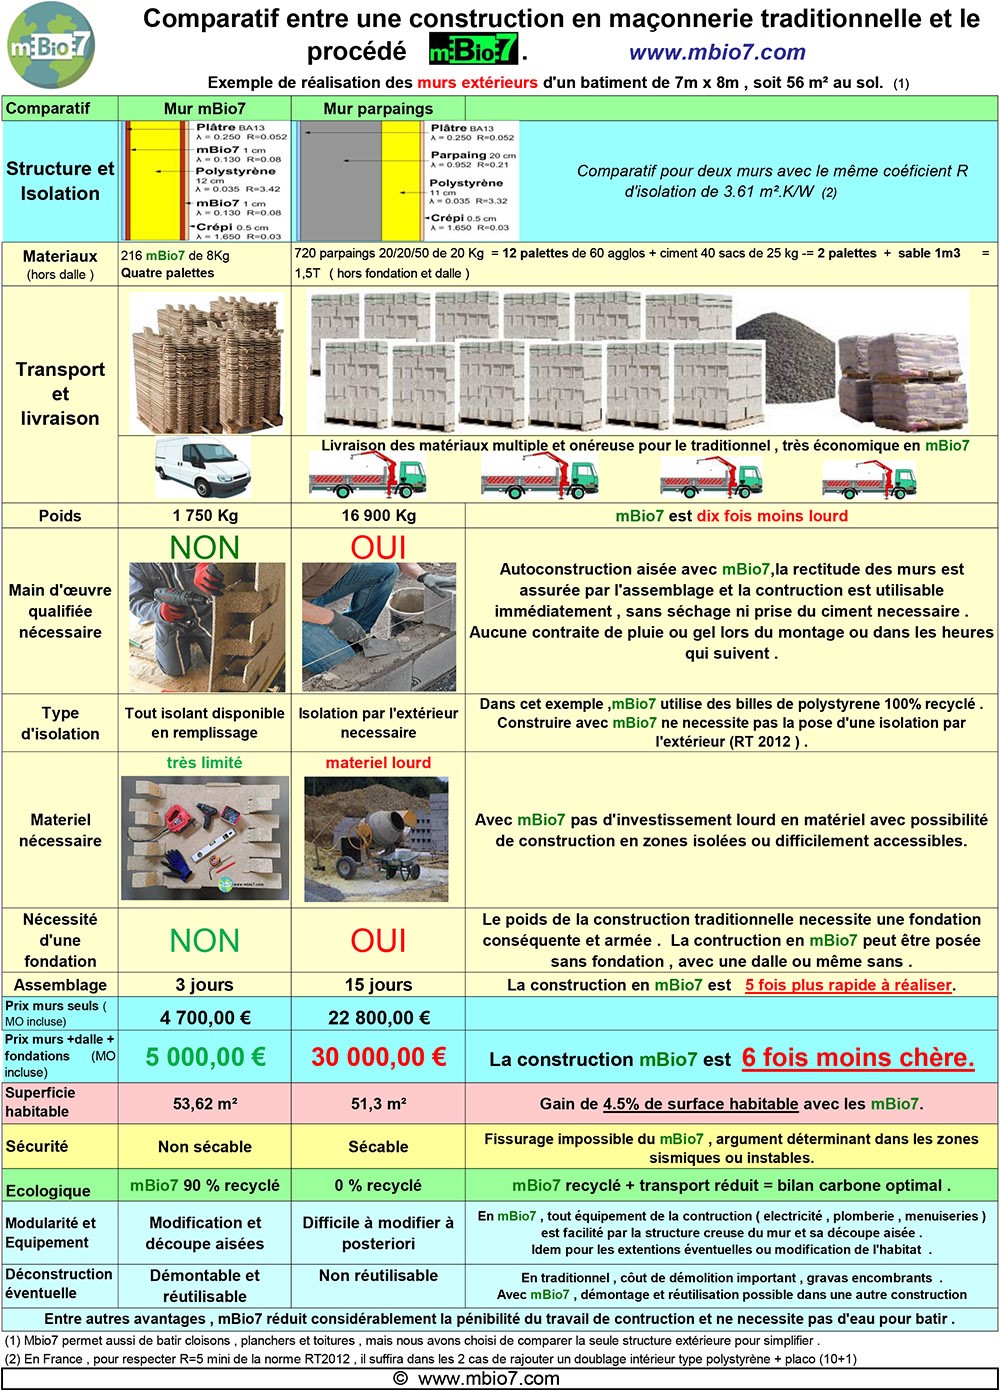 m:Bio:7
Comparatif entre une construction en maçonnerie traditionnelle et le
procédé m:Bio:7 . www.mbio7.com
Exemple de réalisation des murs extérieurs d'un batiment de 7m x 8m , soit 56 m² au sol. (1)
Comparatif Mur mBio7 Mur parpaings
Structure et
Isolation
Plâtre BA13
λ = 0.250 R=0.052
mBio7 1 cm
λ = 0.130 R=0.08
Polystyrène
12 cm
λ = 0.035 R=3.42
mBio7 1 cm
λ = 0.130 R=0.08
Crépi 0.5 cm
λ = 1.650 R=0.03
Plâtre BA13
λ = 0.250 R=0.052
Parpaing 20 cm
λ = 0.952 R=0.21
Polystyrène
11 cm
λ = 0.035 R=3.32
Crépi 0.5 cm
λ = 1.650 R=0.03
Comparatif pour deux murs avec le même coéficient R
d'isolation de 3.61 m².K/W (2)
Materiaux
(hors dalle )
216 mBio7 de 8Kg
Quatre palettes
720 parpaings 20/20/50 de 20 Kg = 12 palettes de 60 agglos + ciment 40 sacs de 25 kg -= 2 palettes + sable 1m3 =
1,5T ( hors fondation et dalle )
Transport
et
livraison
Livraison des matériaux multiple et onéreuse pour le traditionnel , très économique en mBio7
Poids 1 750 Kg 16 900 Kg mBio7 est dix fois moins lourd
Main d'œuvre
qualifiée
nécessaire
NON
OUI
Autoconstruction aisée avec mBio7,la rectitude des murs est
assurée par l'assemblage et la contruction est utilisable
immédiatement , sans séchage ni prise du ciment necessaire .
Aucune contraite de pluie ou gel lors du montage ou dans les heures
qui suivent .
Type
d'isolation
Tout isolant disponible
en remplissage
Isolation par l'extérieur
necessaire
Dans cet exemple ,mBio7 utilise des billes de polystyrene 100% recyclé .
Construire avec mBio7 ne necessite pas la pose d'une isolation par
l'extérieur (RT 2012 ) .
Materiel
nécessaire
très limité
www.mbio7.com
materiel lourd
Avec mBio7 pas d'investissement lourd en matériel avec possibilité
de construction en zones isolées ou difficilement accessibles.
Nécessité
d'une
fondation
NON
OUI
Le poids de la construction traditionnelle necessite une fondation
conséquente et armée . La contruction en mBio7 peut être posée
sans fondation , avec une dalle ou même sans .
Assemblage 3 jours 15 jours La construction en mBio7 est 5 fois plus rapide à réaliser.
Prix murs seuls (
MO incluse)
4 700,00 € 22 800,00 €
Prix murs +dalle +
fondations (MO
incluse)
5 000,00 € 30 000,00 € La construction mBio7 est 6 fois moins chère.
Superficie
habitable
53,62 m² 51,3 m² Gain de 4.5% de surface habitable avec les mBio7.
Sécurité Non sécable Sécable
Fissurage impossible du mBio7 , argument déterminant dans les zones
sismiques ou instables.
Ecologique mBio7 90 % recyclé 0 % recyclé mBio7 recyclé + transport réduit = bilan carbone optimal .
Modularité et
Equipement
Modification et
découpe aisées
Difficile à modifier à
posteriori
En mBio7 , tout équipement de la contruction ( electricité , plomberie , menuiseries )
est facilité par la structure creuse du mur et sa découpe aisée .
Idem pour les extentions éventuelles ou modification de l'habitat .
Déconstruction
éventuelle
Démontable et
réutilisable
Non réutilisable
En traditionnel , côut de démolition important , gravas encombrants .
Avec mBio7 , démontage et réutilisation possible dans une autre construction
Entre autres avantages , mBio7 réduit considérablement la pénibilité du travail de contruction et ne necessite pas d'eau pour batir .
(1) Mbio7 permet aussi de batir cloisons , planchers et toitures , mais nous avons choisi de comparer la seule structure extérieure pour simplifier .
(2) En France , pour respecter R=5 mini de la norme RT2012 , il suffira dans les 2 cas de rajouter un doublage intérieur type polystyrène + placo (10+1)
© www.mbio7.com